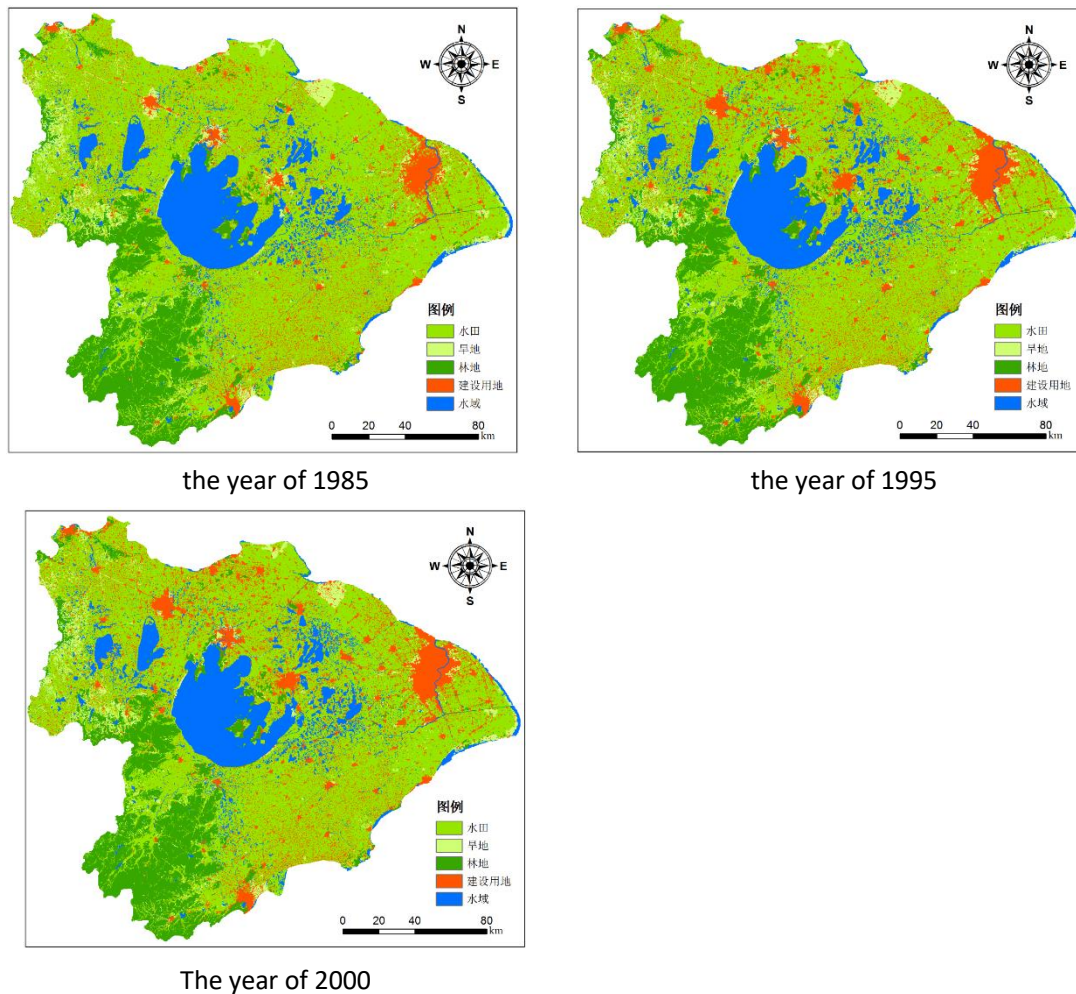 N
W E
S
图例
水田
旱地
林地
建设用地
水域
0 20 40 80
km
the year of 1985
N
W E
S
图例
水田
旱地
林地
建设用地
水域
0 20 40 80
km
the year of 1995
N
W E
S
图例
水田
旱地
林地
建设用地
水域
0 20 40 80
km
The year of 2000